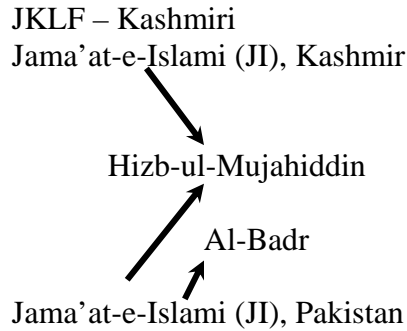 JKLF – Kashmiri
Jama’at-e-Islami (JI), Kashmir
Hizb-ul-Mujahiddin
Al-Badr
Jama’at-e-Islami (JI), Pakistan